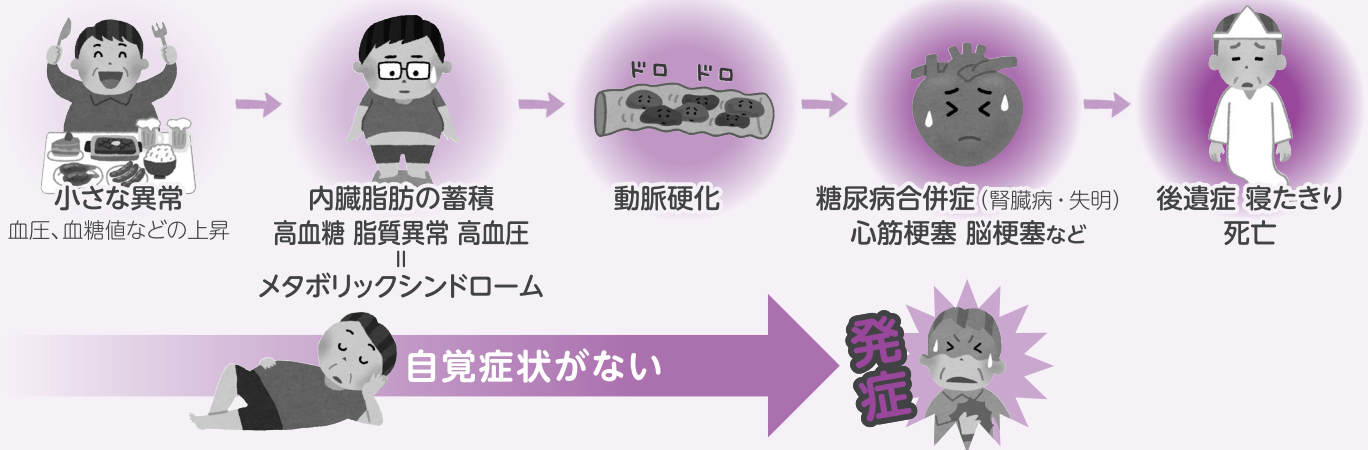 小さな異常
血圧、血糖値などの上昇
内臓脂肪の蓄積
高血糖 脂質異常 高血圧
=
メタボリックシンドローム
ドロ ドロ
動脈硬化
糖尿病合併症(腎臓病・失明)
心筋梗塞 脳梗塞など
後遺症 寝たきり
死亡
自覚症状がない
発症